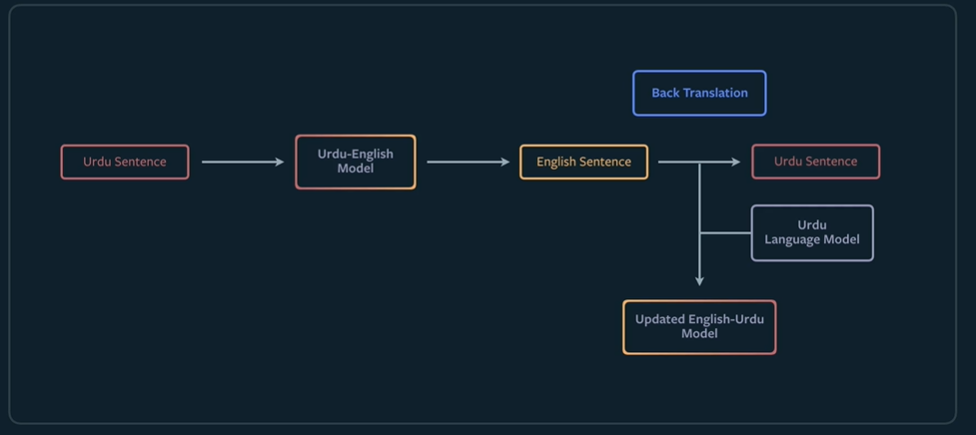 Back Translation
Urdu Sentence
Urdu-English
Model
English Sentence
Urdu Sentence
Urdu
Language Model
Updated English-Urdu
Model